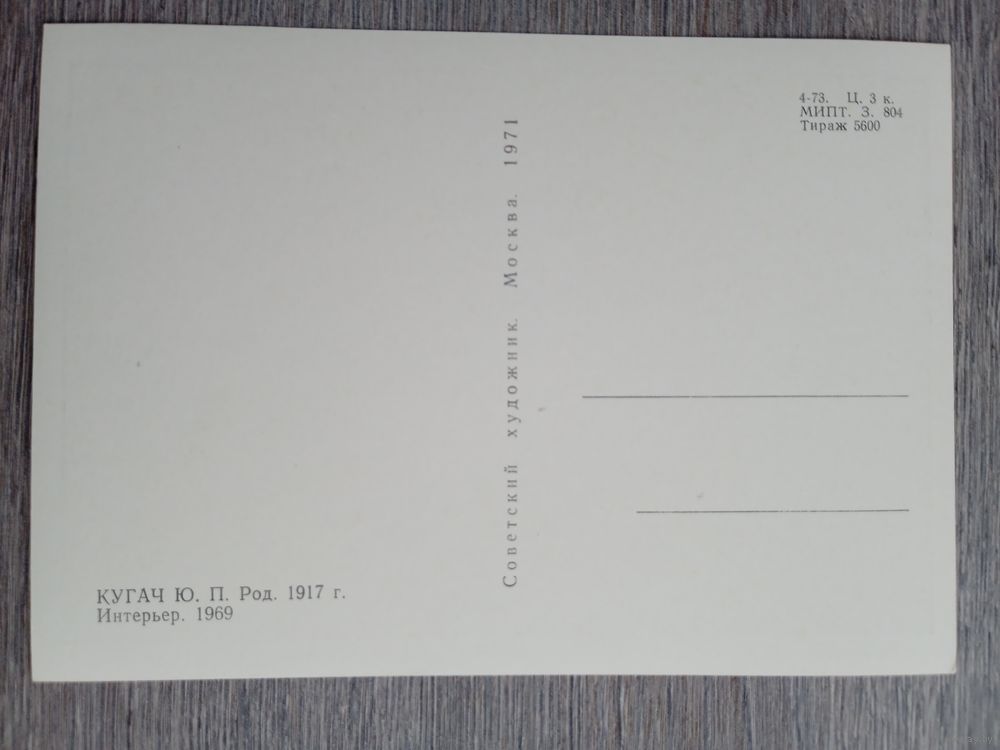 4-73. Ц. 3 к.
МИПТ. З. 804
Тираж 5600
Советский художник. Москва. 1971
КУГАЧ Ю. П. Род. 1917 г.
Интерьер. 1969